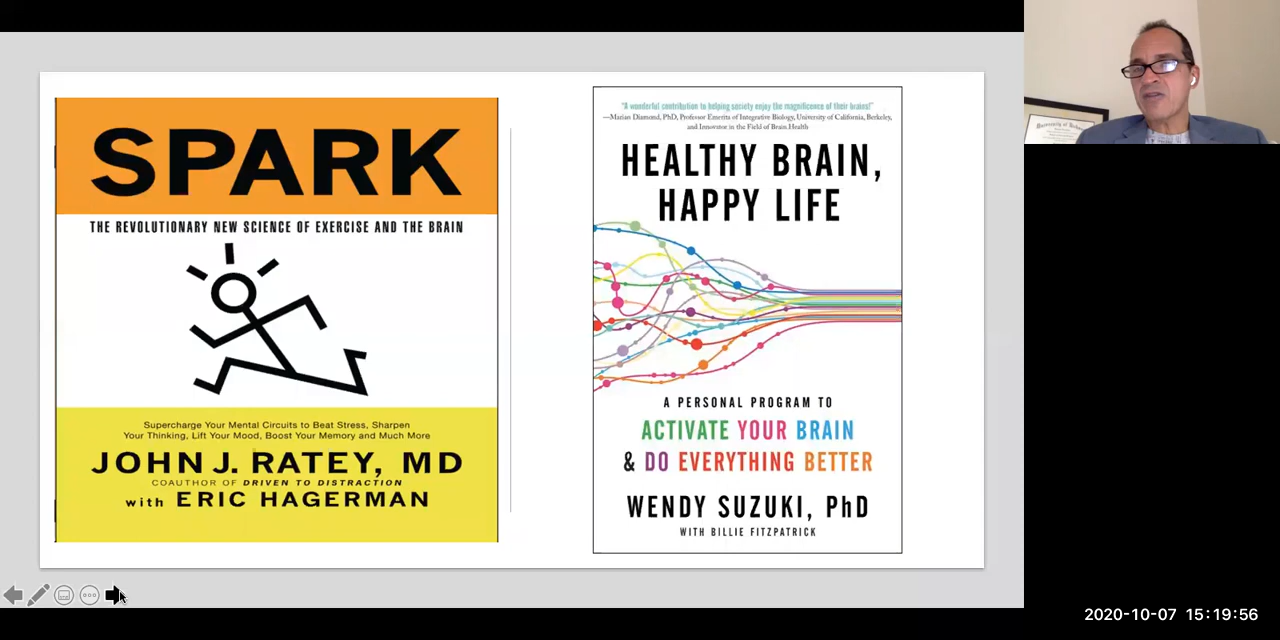 SPARK
THE REVOLUTIONARY NEW SCIENCE OF EXERCISE AND THE BRAIN
Supercharge Your Mental Circuits to Beat Stress, Sharpen
Your Thinking, Lift Your Mood, Boost Your Memory and Much More
JOHN J. RATEY, MD
COAUTHOR OF DRIVEN TO DISTRACTION
with ERIC HAGERMAN
"A wonderful contribution to helping society enjoy the magnificence of their brains!"
—Marian Diamond, PhD, Professor Emerita of Integrative Biology, University of California, Berkeley,
and Innovator in the Field of Brain Health
HEALTHY BRAIN,
HAPPY LIFE
A PERSONAL PROGRAM TO
ACTIVATE YOUR BRAIN
& DO EVERYTHING BETTER
WENDY SUZUKI, PhD
WITH BILLIE FITZPATRICK
University of
2020-10-07 15:19:56